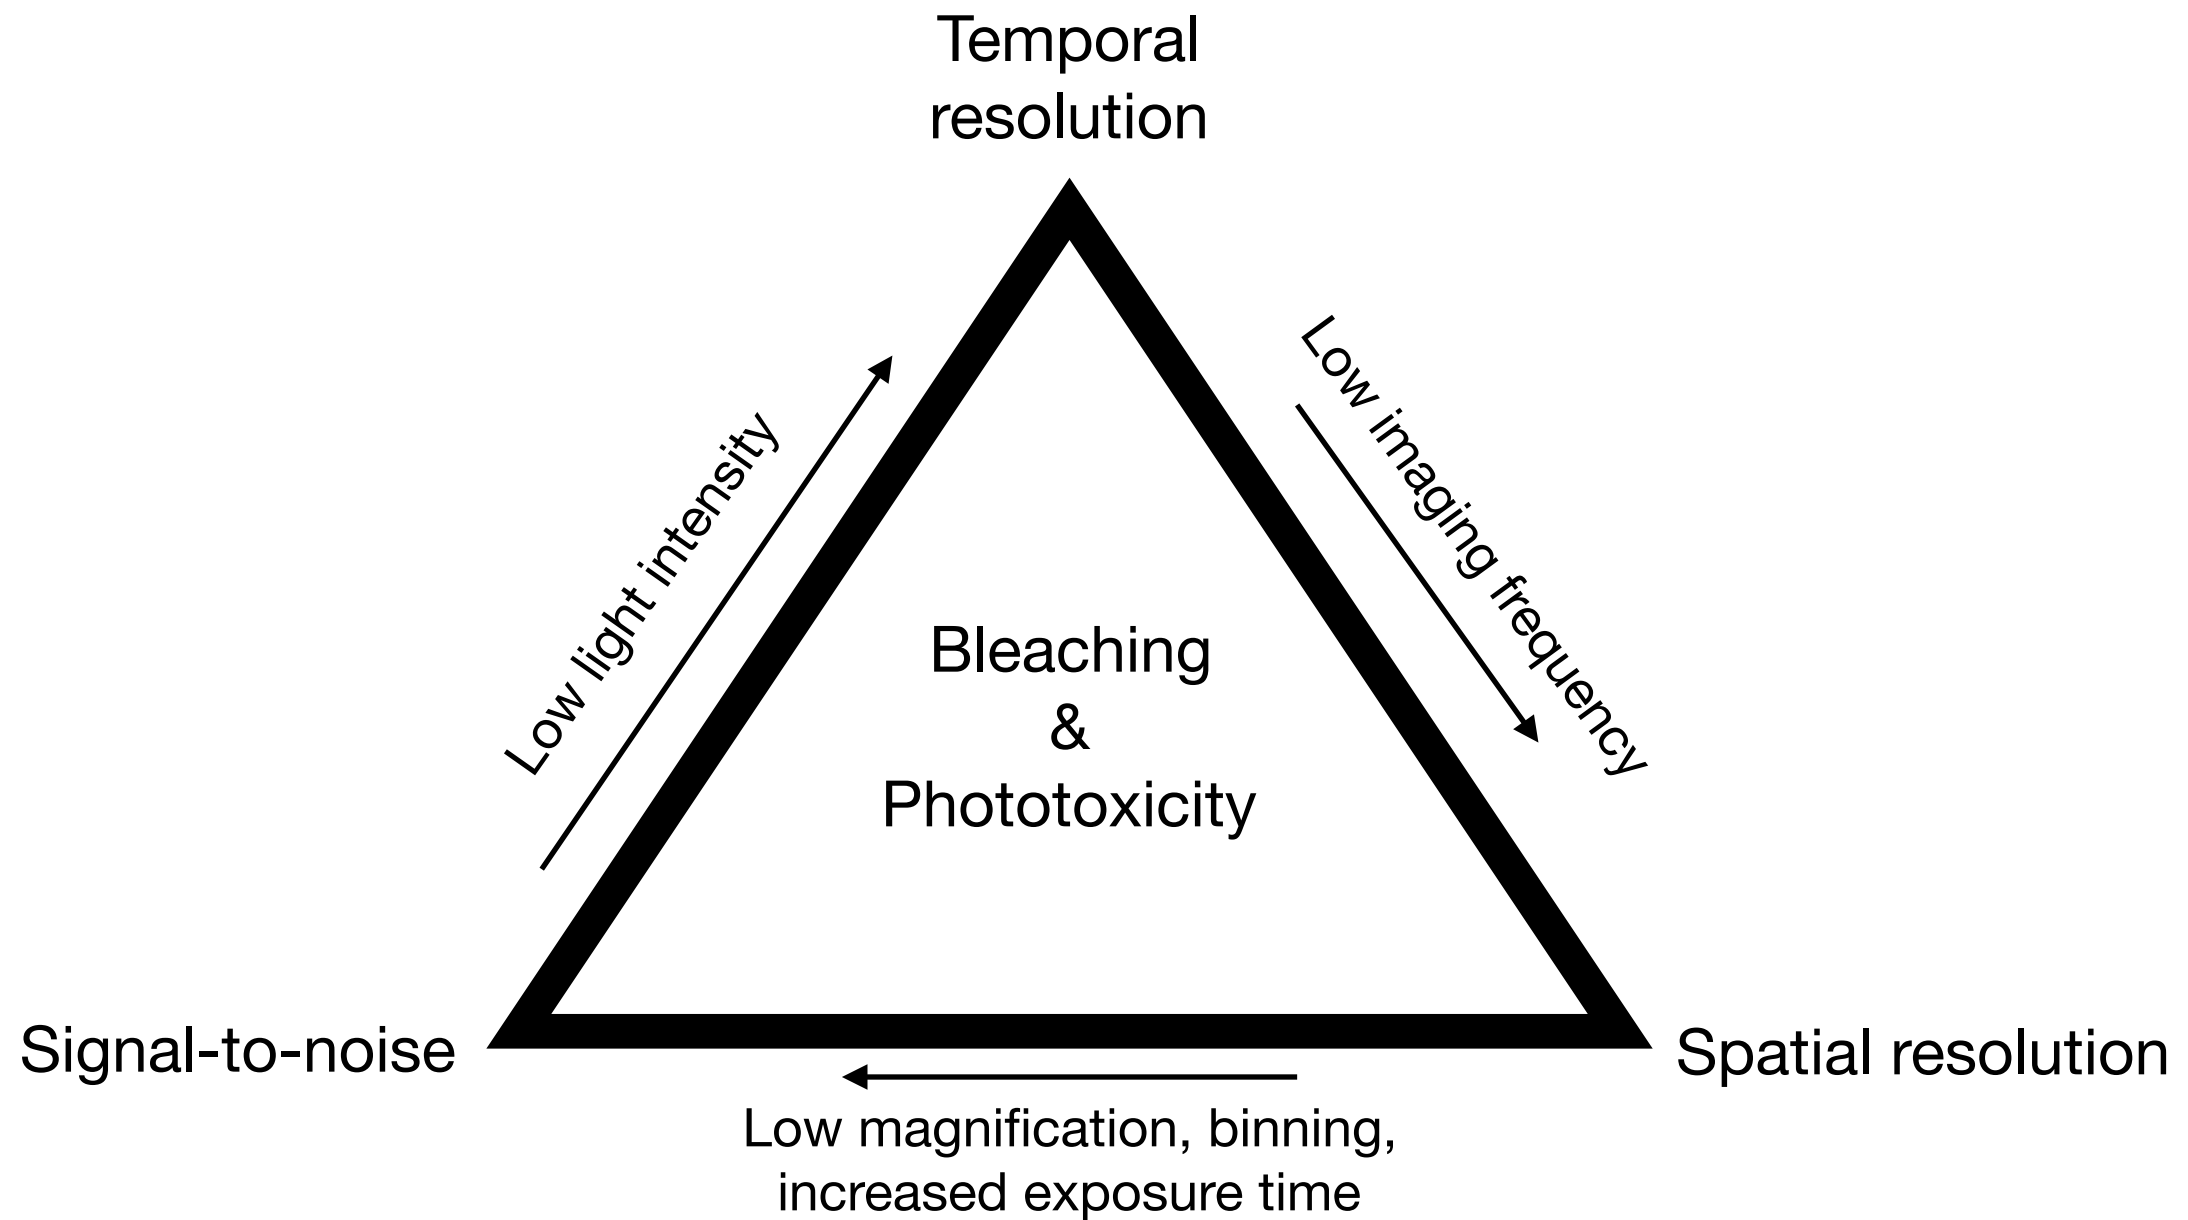 Temporal
resolution
Low light intensity
Low imaging frequency
Bleaching
&
Phototoxicity
Signal-to-noise
Spatial resolution
Low magnification, binning,
increased exposure time